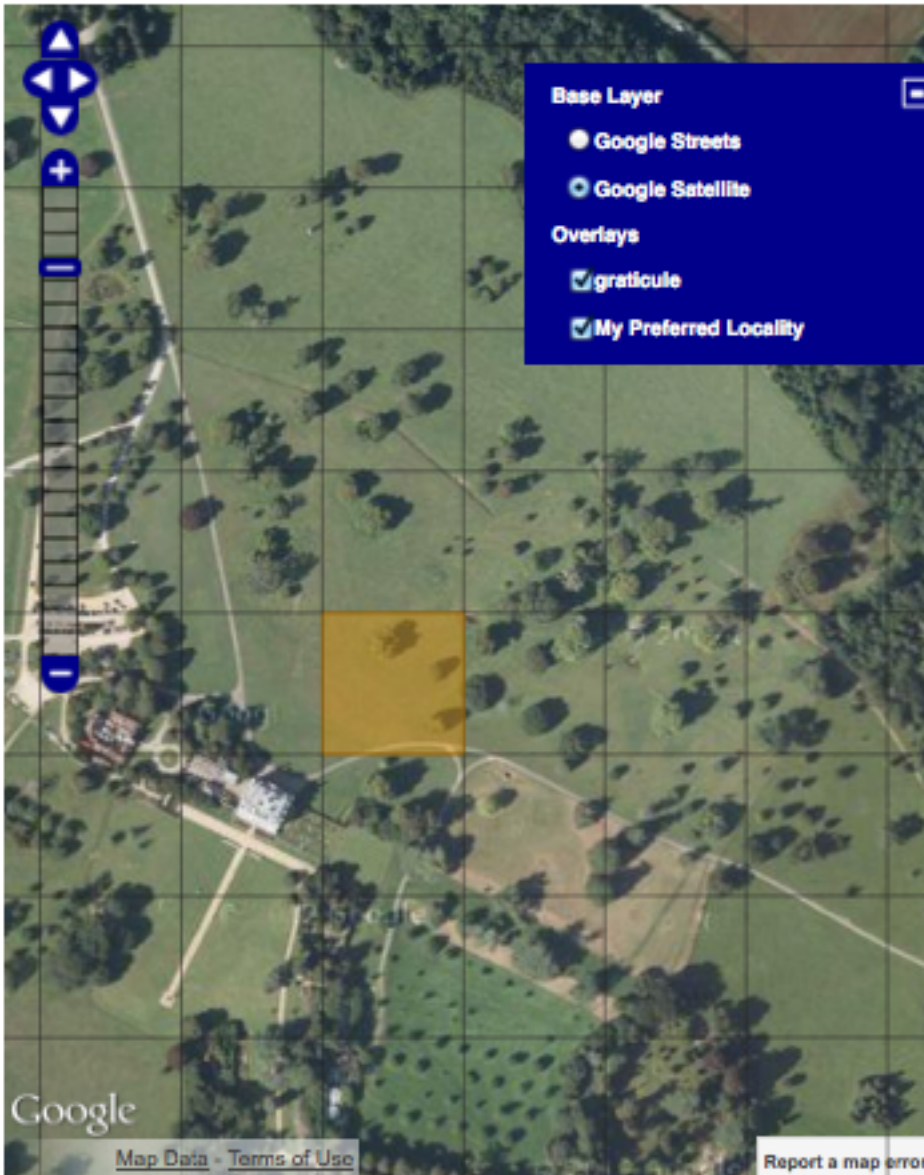 Base Layer
Google Streets
Google Satellite
Overlays
graticule
My Preferred Locality
Google
Map Data - Terms of Use
Report a map error